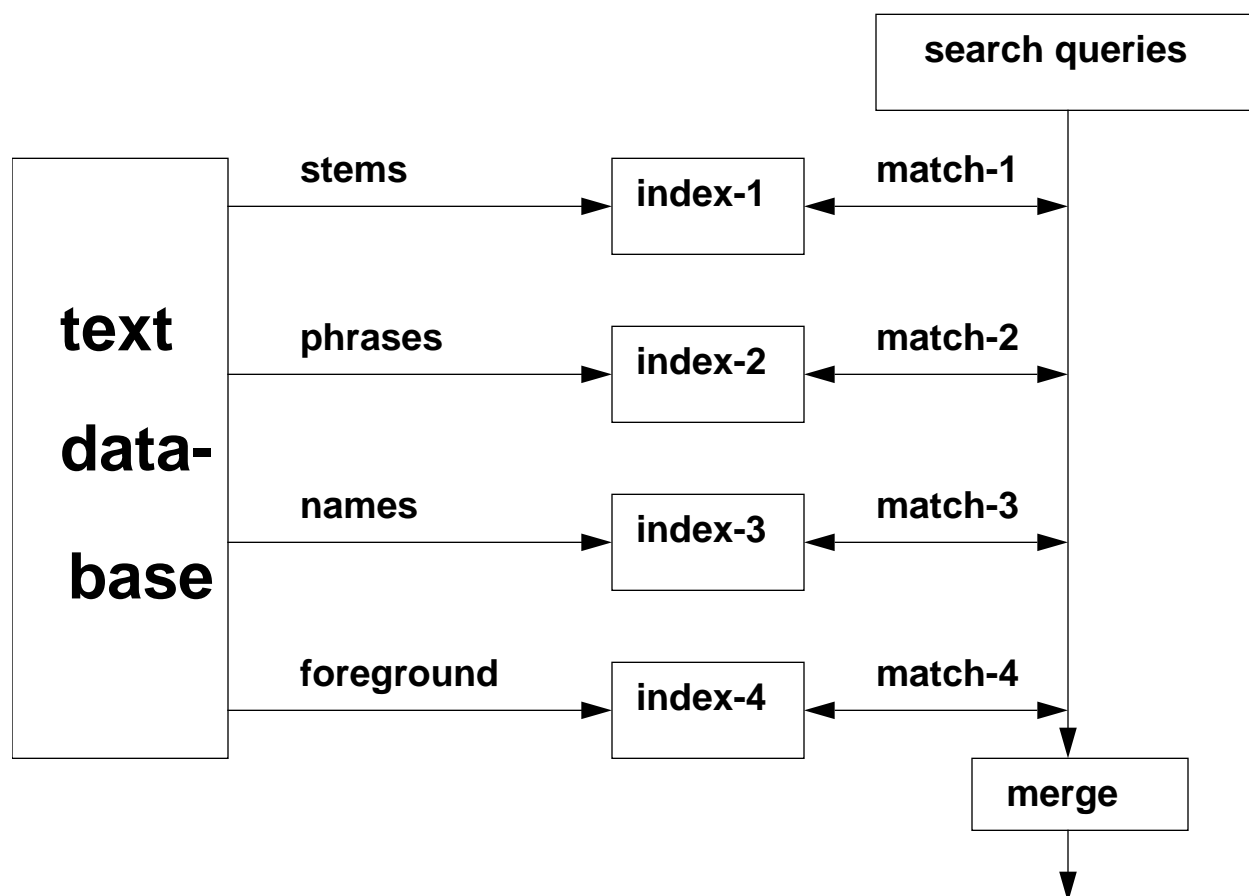 search queries
stems
index-1
match-1
text
data-
base
phrases
index-2
match-2
names
index-3
match-3
foreground
index-4
match-4
merge